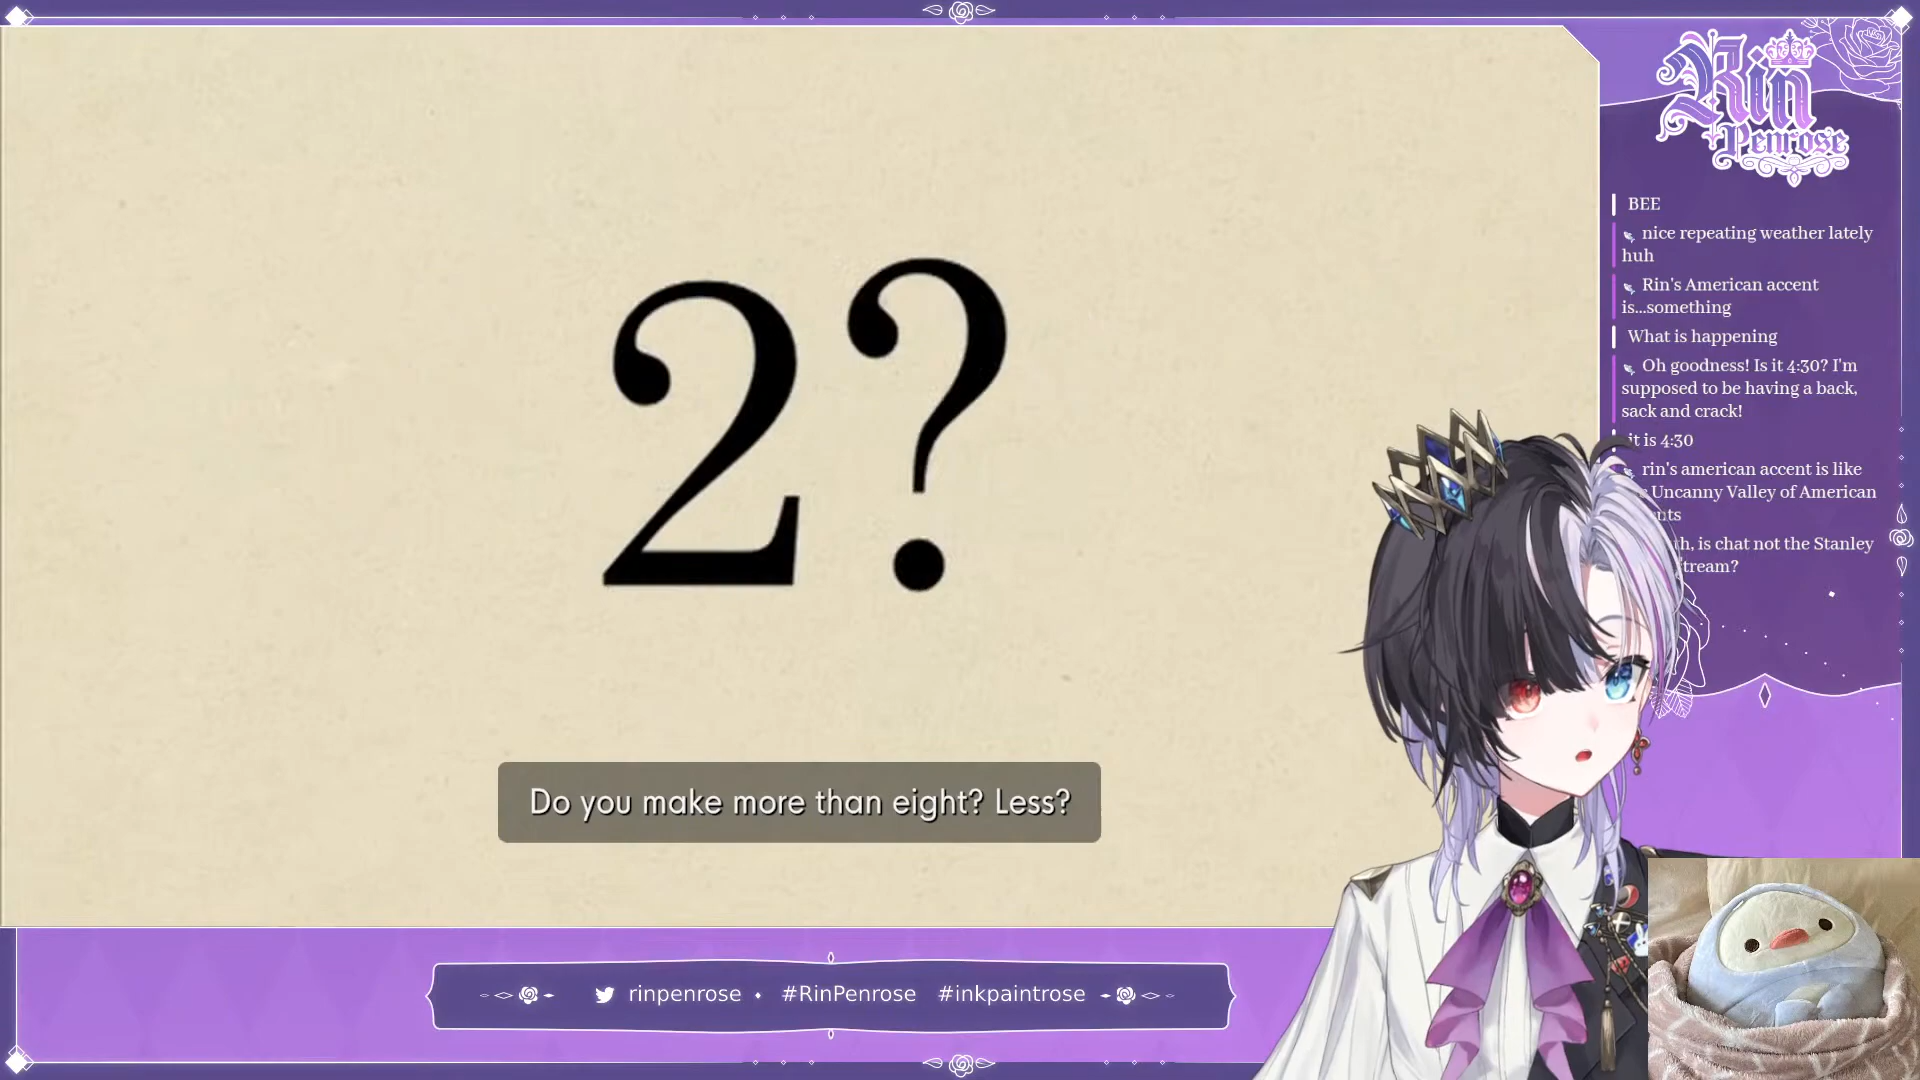 2?
Do you make more than eight? Less?
Rin
Penrose
BEE
nice repeating weather lately
huh
Rin's American accent
is...something
What is happening
Oh goodness! Is it 4:30? I'm
supposed to be having a back,
sack and crack!
it is 4:30
rin's american accent is like
Uncanny Valley of American
is chat not the Stanley
rinpenrose
#RinPenrose
#inkpaintrose